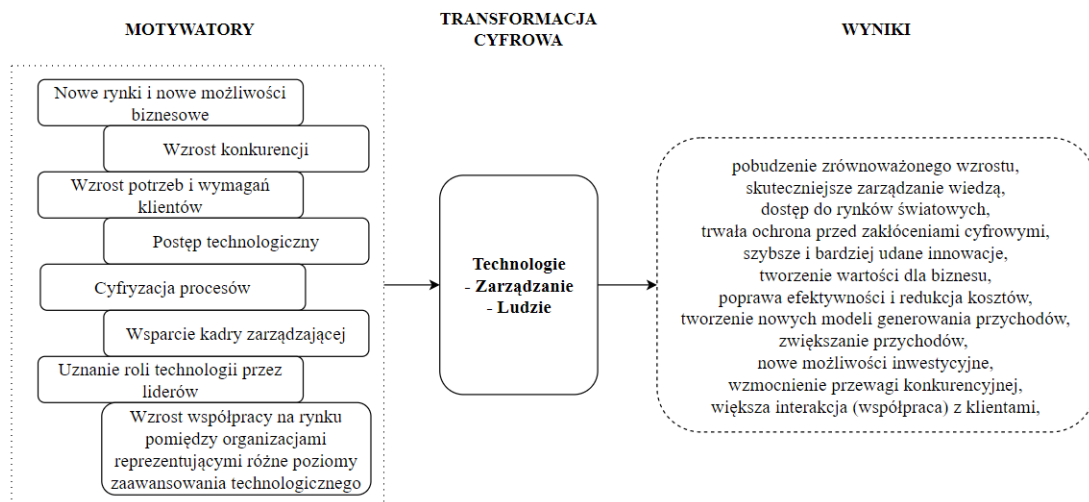 MOTYWATORY
TRANSFORMACJA
CYFROWA
WYNIKI
Nowe rynki i nowe możliwości
biznesowe
Wzrost konkurencji
Wzrost potrzeb i wymagań
klientów
Postęp technologiczny
Cyfryzacja procesów
Wsparcie kadry zarządzającej
Uznanie roli technologii przez
liderów
Wzrost współpracy na rynku
pomiędzy organizacjami
reprezentującymi różne poziomy
zaawansowania technologicznego
Technologie
- Zarządzanie
- Ludzie
pobudzenie zrównoważonego wzrostu,
skuteczniejsze zarządzanie wiedzą,
dostęp do rynków światowych,
trwała ochrona przed zakłóceniami cyfrowymi,
szybsze i bardziej udane innowacje,
tworzenie wartości dla biznesu,
poprawa efektywności i redukcja kosztów,
tworzenie nowych modeli generowania przychodów,
zwiększanie przychodów,
nowe możliwości inwestycyjne,
wzmocnienie przewagi konkurencyjnej,
większa interakcja (współpraca) z klientami,